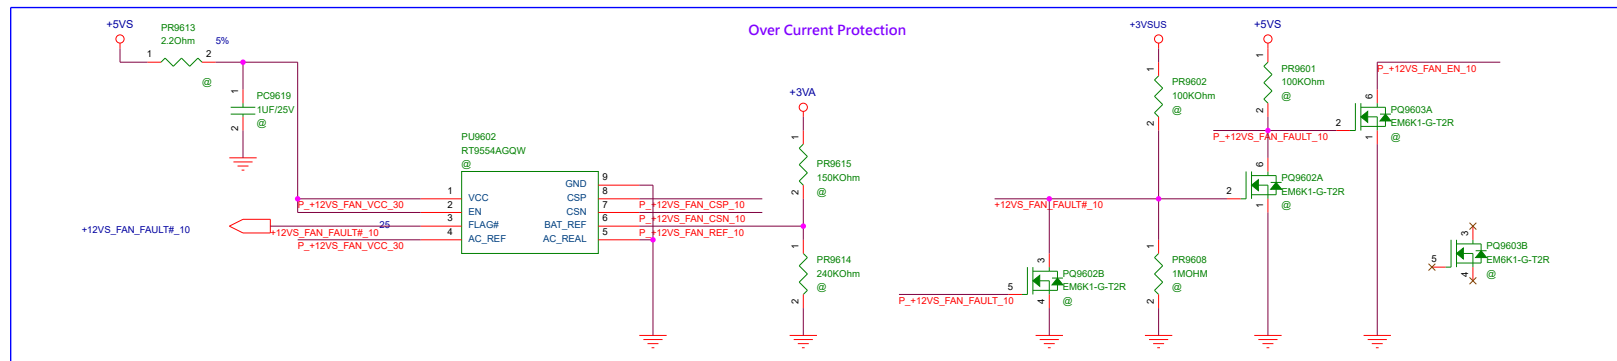 Over Current Protection
+5VS
PR9613
2.2Ohm
5%
1
2
@
1
PC9619
1UF/25V
2
@
PU9602
RT9554AGQW
@
1
VCC
P_+12VS_FAN_VCC_30
2
EN
3
FLAG#
25
+12VS_FAN_FAULT#_10
+12VS_FAN_FAULT#_10
4
AC_REF
P_+12VS_FAN_VCC_30
GND
9
CSP
8
P_+12VS_FAN_CSP_10
CSN
7
P_+12VS_FAN_CSN_10
BAT_REF
6
P_+12VS_FAN_REF_10
AC_REAL
5
+3VA
1
PR9615
150KOhm
2
@
1
PR9614
240KOhm
2
@
+3VSUS
1
PR9602
100KOhm
@
2
+5VS
1
PR9601
100KOhm
@
2
P_+12VS_FAN_EN_10
6
PQ9603A
EM6K1-G-T2R
@
2
1
P_+12VS_FAN_FAULT_10
6
PQ9602A
EM6K1-G-T2R
@
2
1
+12VS_FAN_FAULT#_10
3
PQ9602B
EM6K1-G-T2R
@
5
4
P_+12VS_FAN_FAULT_10
1
PR9608
1MOHM
@
2
3
PQ9603B
EM6K1-G-T2R
@
5
4